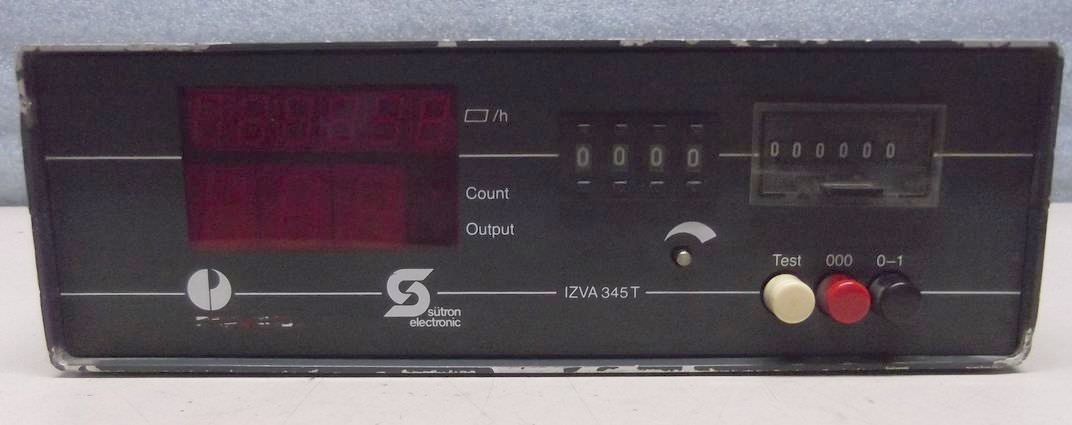 /h
0 0 0 0
0 0 0 0 0 0
Count
Output
Test 000 0–1
IZVA 345 T
sütron
electronic